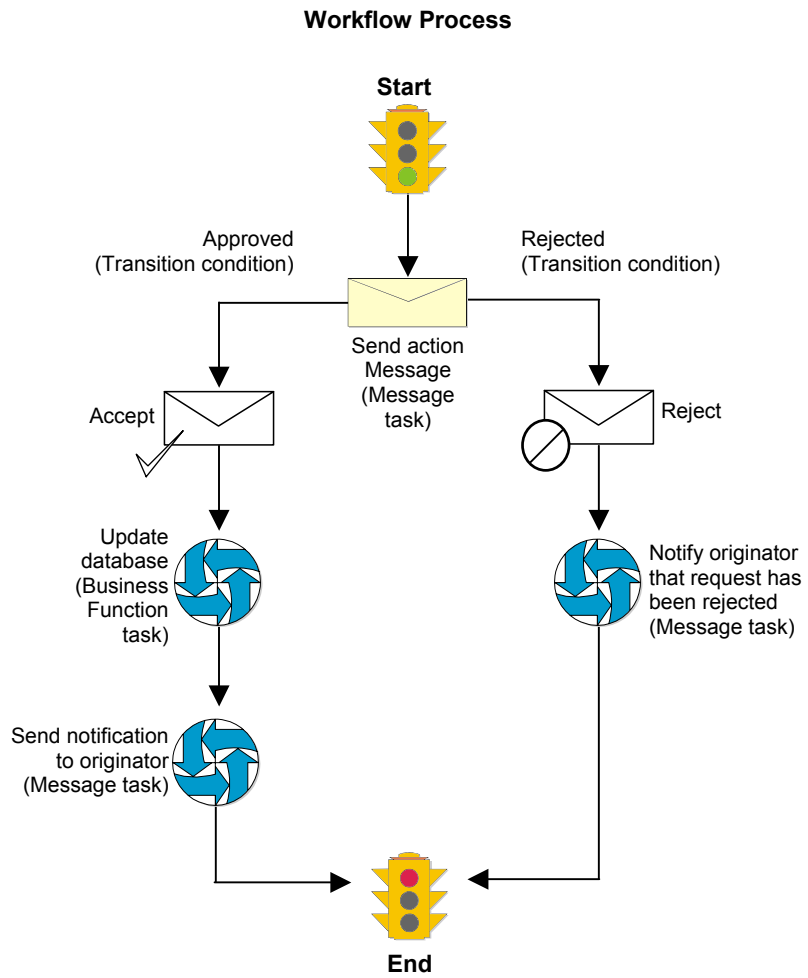 Workflow Process
Start
Approved
(Transition condition)
Rejected
(Transition condition)
Send action
Message
(Message
task)
Accept
Reject
Update
database
(Business
Function
task)
Notify originator
that request has
been rejected
(Message task)
Send notification
to originator
(Message task)
End